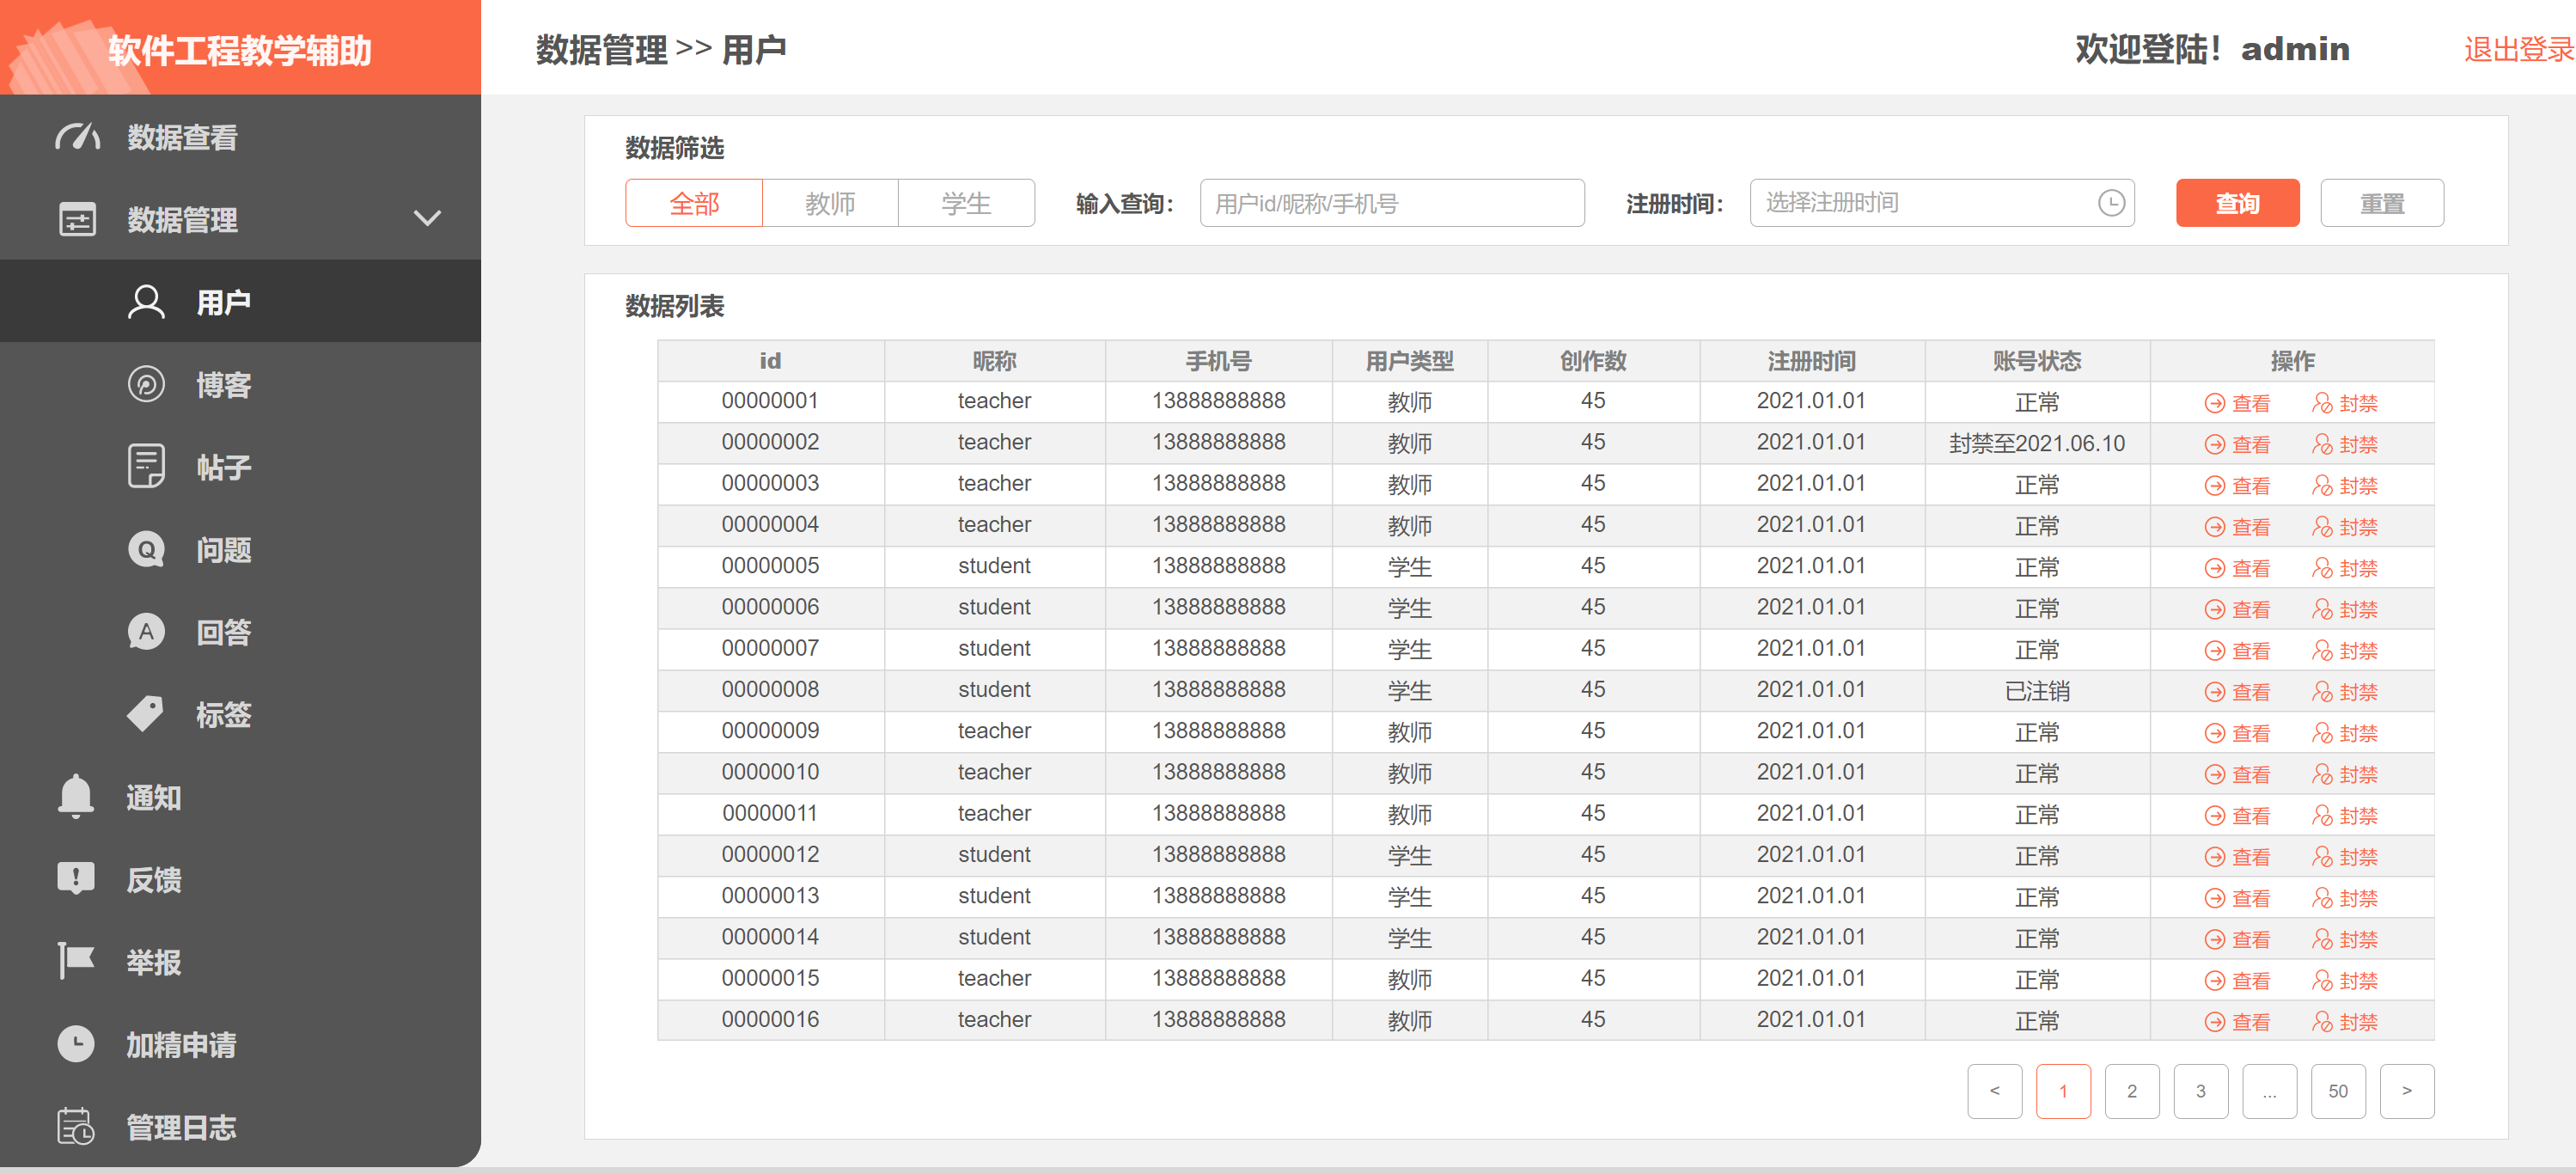 软件工程教学辅助
数据管理 >> 用户
欢迎登陆！admin
退出登录
数据查看
数据管理
用户
博客
帖子
Q 问题
A 回答
标签
通知
反馈
举报
加精申请
管理日志
数据筛选
全部 教师 学生 输入查询： 用户id/昵称/手机号 注册时间： 选择注册时间 查询 重置
数据列表
id 昵称 手机号 用户类型 创作数 注册时间 账号状态 操作
00000001 teacher 13888888888 教师 45 2021.01.01 正常 查看 封禁
00000002 teacher 13888888888 教师 45 2021.01.01 封禁至2021.06.10 查看 封禁
00000003 teacher 13888888888 教师 45 2021.01.01 正常 查看 封禁
00000004 teacher 13888888888 教师 45 2021.01.01 正常 查看 封禁
00000005 student 13888888888 学生 45 2021.01.01 正常 查看 封禁
00000006 student 13888888888 学生 45 2021.01.01 正常 查看 封禁
00000007 student 13888888888 学生 45 2021.01.01 正常 查看 封禁
00000008 student 13888888888 学生 45 2021.01.01 已注销 查看 封禁
00000009 teacher 13888888888 教师 45 2021.01.01 正常 查看 封禁
00000010 teacher 13888888888 教师 45 2021.01.01 正常 查看 封禁
00000011 teacher 13888888888 教师 45 2021.01.01 正常 查看 封禁
00000012 student 13888888888 学生 45 2021.01.01 正常 查看 封禁
00000013 student 13888888888 学生 45 2021.01.01 正常 查看 封禁
00000014 student 13888888888 学生 45 2021.01.01 正常 查看 封禁
00000015 teacher 13888888888 教师 45 2021.01.01 正常 查看 封禁
00000016 teacher 13888888888 教师 45 2021.01.01 正常 查看 封禁
< 1 2 3 ... 50 >